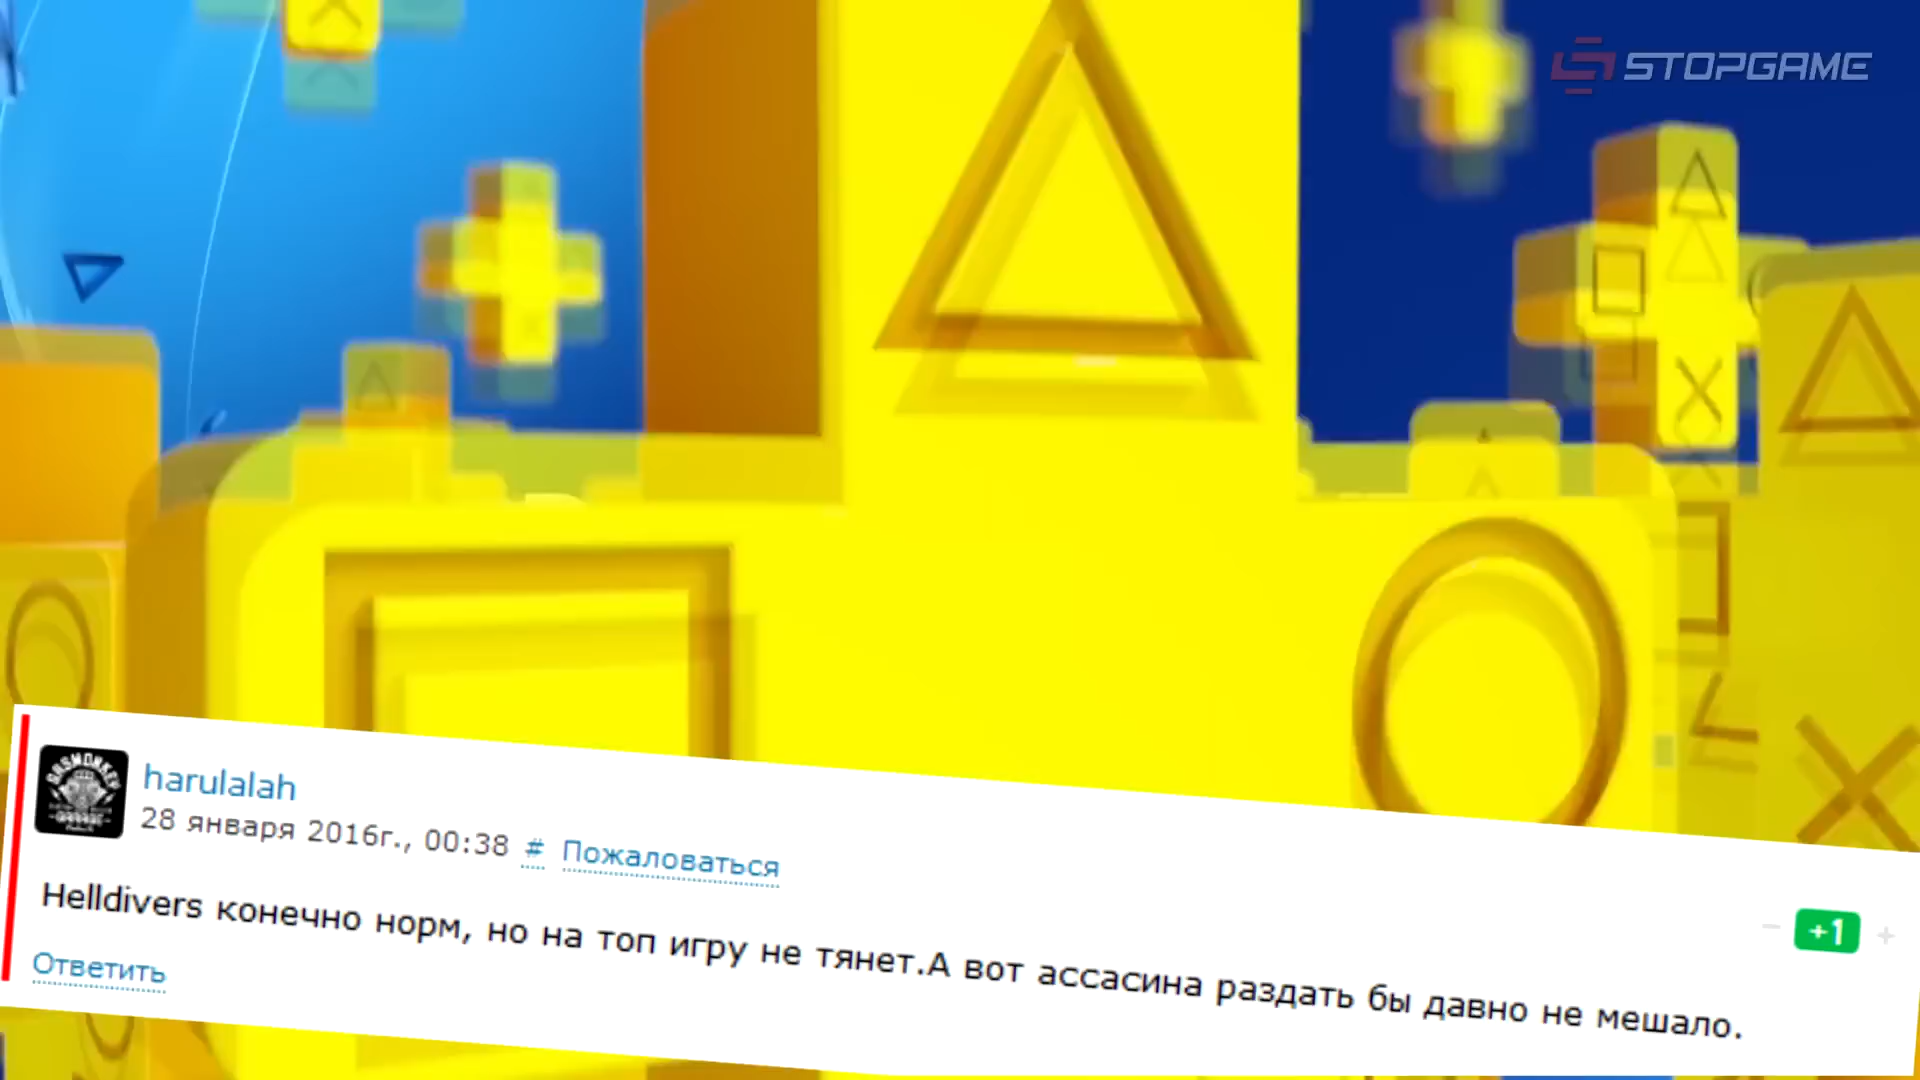 STOPGAME
harulalah
28 января 2016г., 00:38 # Пожаловаться
+1
Helldivers конечно норм, но на топ игру не тянет.А вот ассасина раздать бы давно не мешало.
Ответить